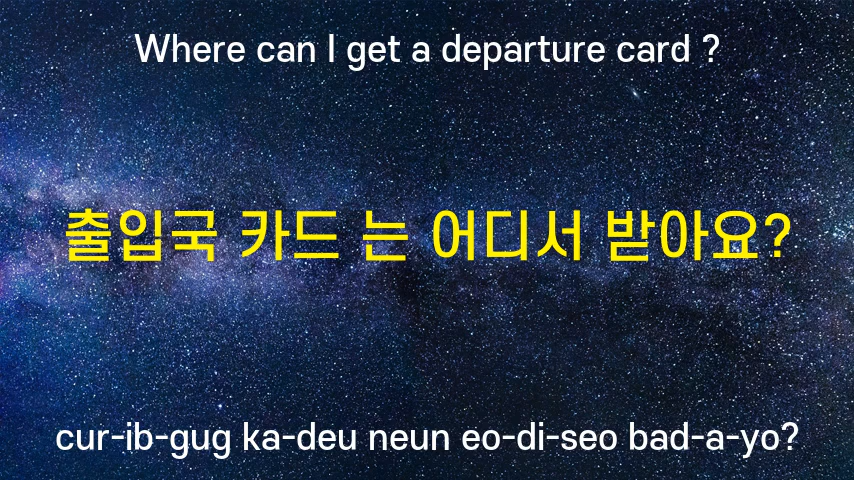 Where can I get a departure card ?
출입국 카드 는 어디서 받아요?
cur-ib-gug ka-deu neun eo-di-seo bad-a-yo?